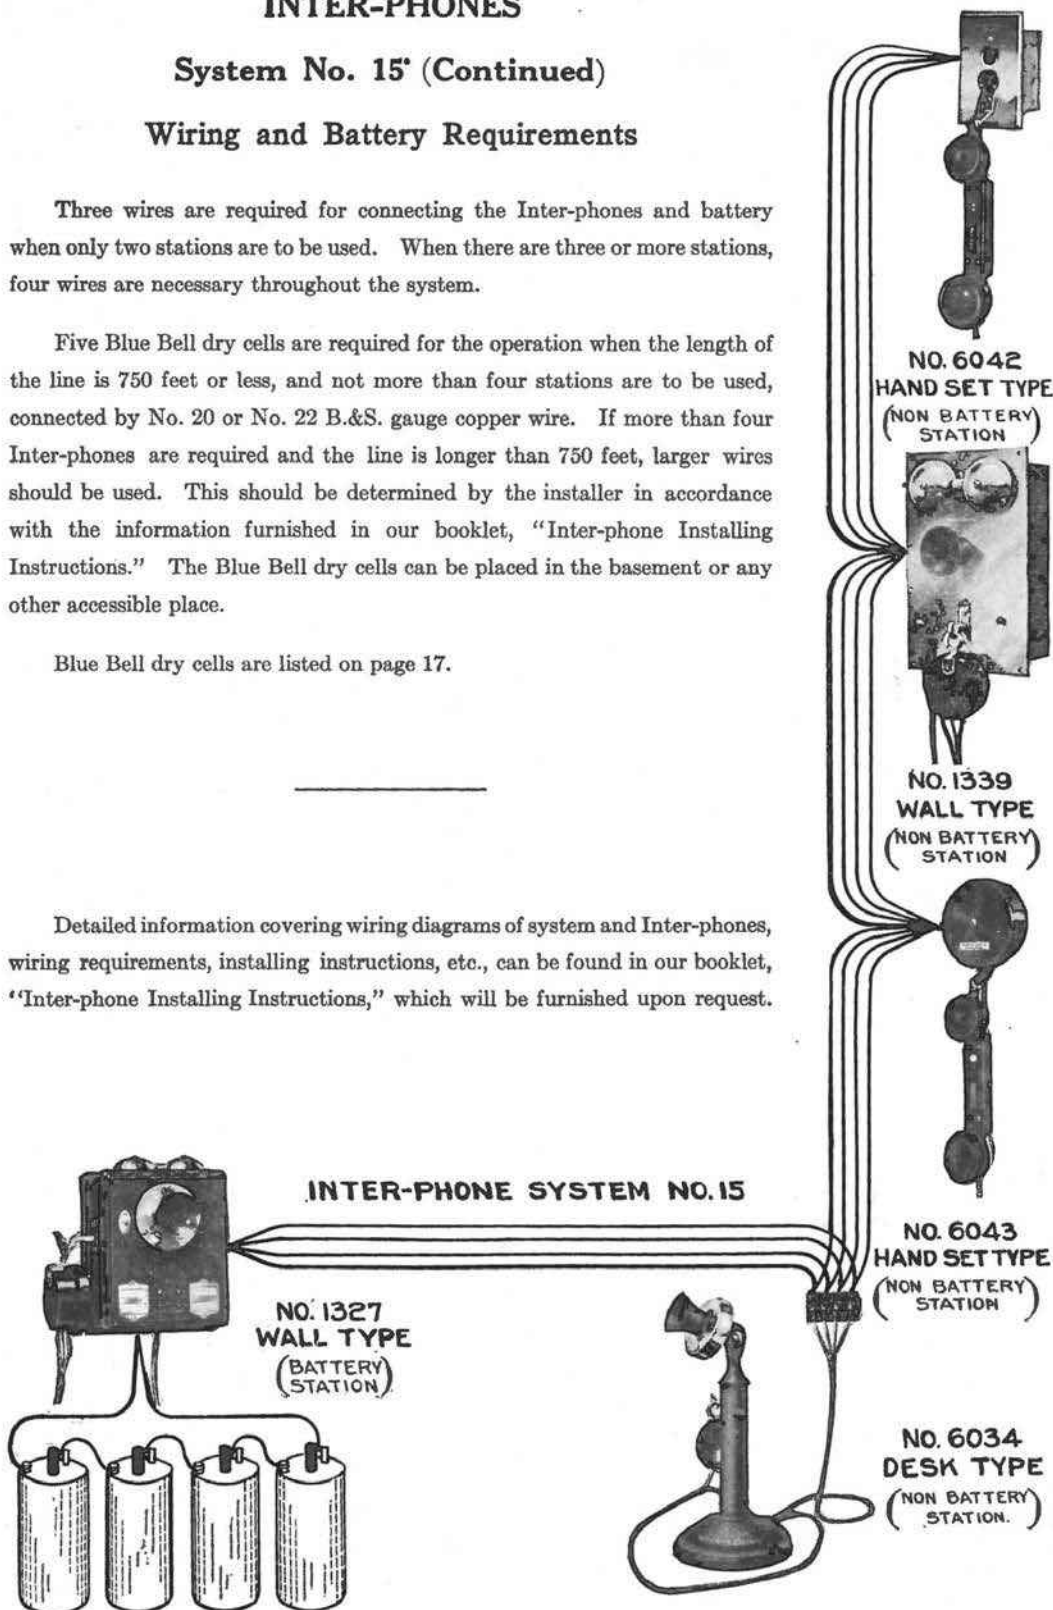 INTER-PHONES
System No. 15 (Continued)
Wiring and Battery Requirements
Three wires are required for connecting the Inter-phones and battery
when only two stations are to be used. When there are three or more stations,
four wires are necessary throughout the system.
Five Blue Bell dry cells are required for the operation when the length of
the line is 750 feet or less, and not more than four stations are to be used,
connected by No. 20 or No. 22 B.&S. gauge copper wire. If more than four
Inter-phones are required and the line is longer than 750 feet, larger wires
should be used. This should be determined by the installer in accordance
with the information furnished in our booklet, “Inter-phone Installing
Instructions.” The Blue Bell dry cells can be placed in the basement or any
other accessible place.
Blue Bell dry cells are listed on page 17.
Detailed information covering wiring diagrams of system and Inter-phones,
wiring requirements, installing instructions, etc., can be found in our booklet,
“Inter-phone Installing Instructions,” which will be furnished upon request.
NO. 6042
HAND SET TYPE
(NON BATTERY
STATION)
NO. 1339
WALL TYPE
(NON BATTERY
STATION)
NO. 6043
HAND SET TYPE
(NON BATTERY
STATION)
INTER-PHONE SYSTEM NO. 15
NO. 1327
WALL TYPE
(BATTERY
STATION)
NO. 6034
DESK TYPE
(NON BATTERY
STATION.)